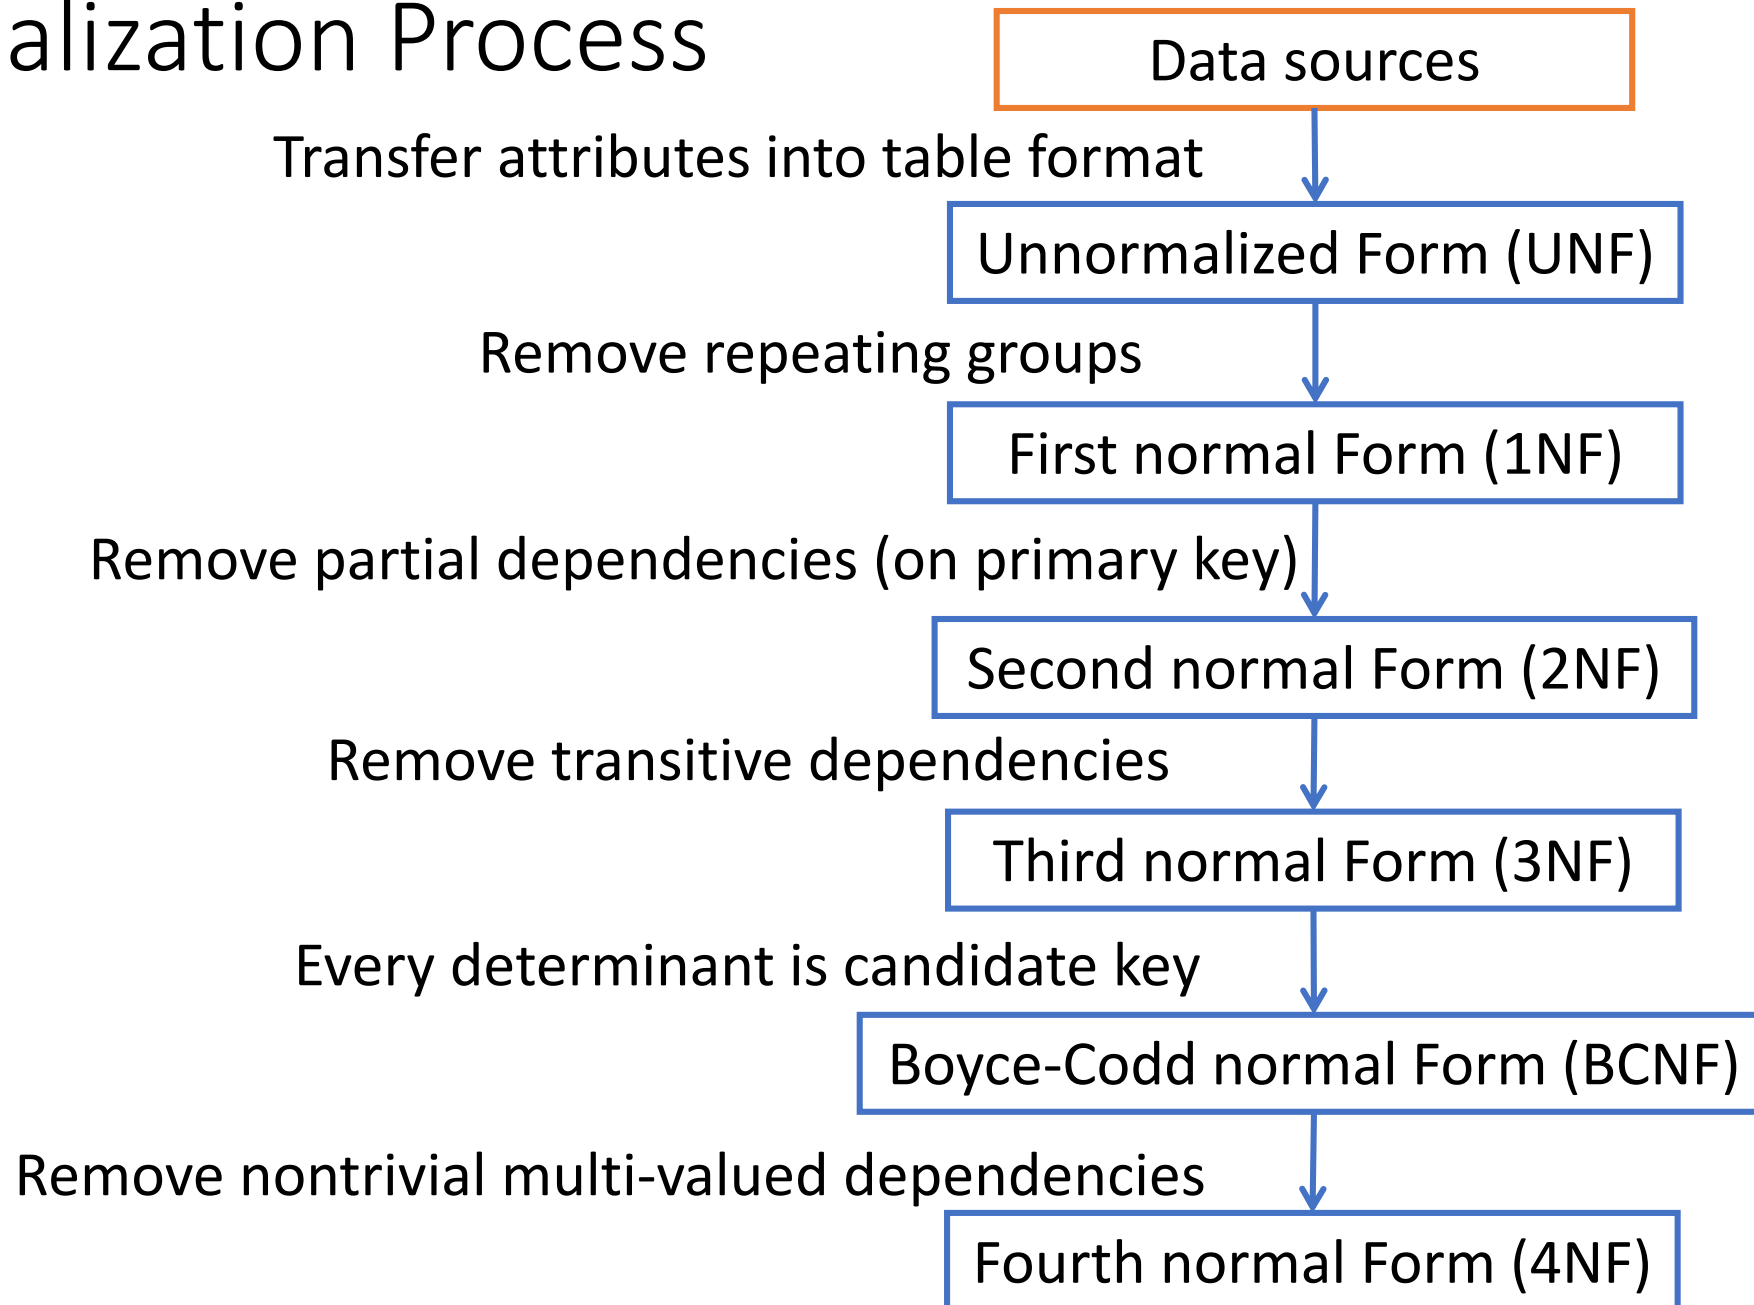 alization Process
Data sources
Transfer attributes into table format
Unnormalized Form (UNF)
Remove repeating groups
First normal Form (1NF)
Remove partial dependencies (on primary key)
Second normal Form (2NF)
Remove transitive dependencies
Third normal Form (3NF)
Every determinant is candidate key
Boyce-Codd normal Form (BCNF)
Remove nontrivial multi-valued dependencies
Fourth normal Form (4NF)